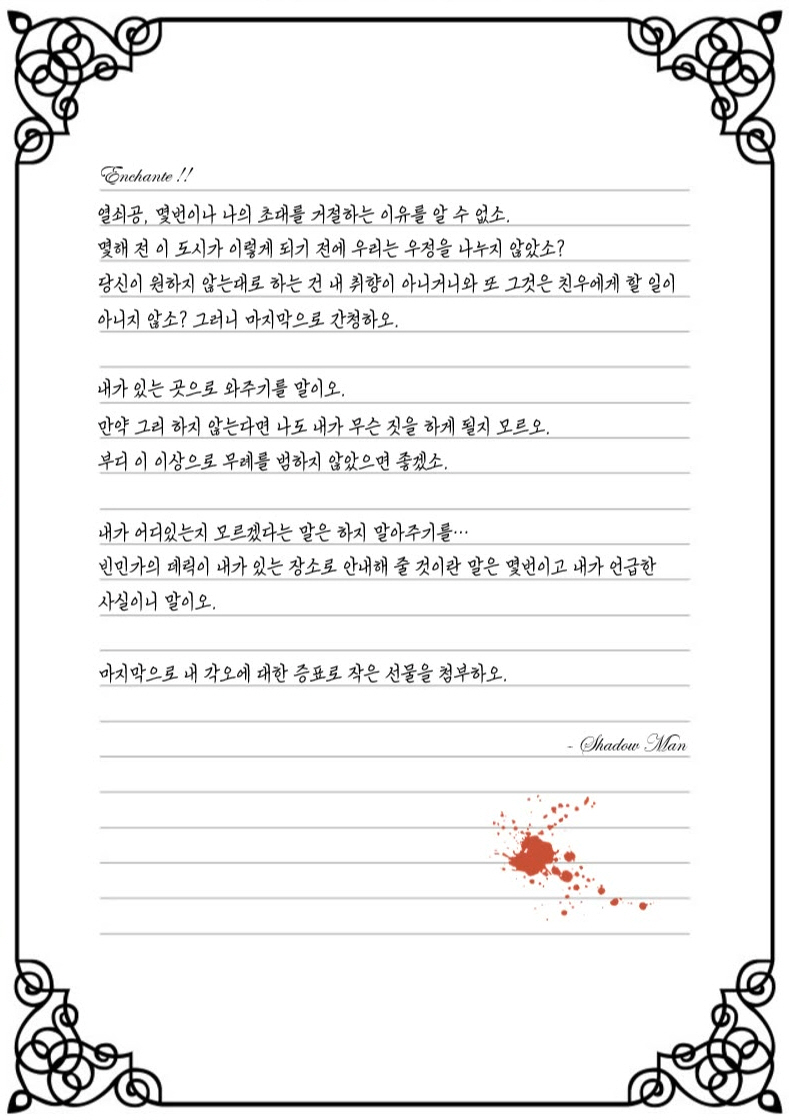 Enchante !!
열쇠공, 몇번이나 나의 초대를 거절하는 이유를 알 수 없소.
몇해 전 이 도시가 이렇게 되기 전에 우리는 우정을 나누지 않았소?
당신이 원하지 않는대로 하는 건 내 취향이 아니거니와 또 그것은 친우에게 할 일이
아니지 않소? 그러니 마지막으로 간청하오.
내가 있는 곳으로 와주기를 말이오.
만약 그리 하지 않는다면 나도 내가 무슨 짓을 하게 될지 모르오.
부디 이 이상으로 무례를 범하지 않았으면 좋겠소.
내가 어디있는지 모르겠다는 말은 하지 말아주기를…
빈민가의 데릭이 내가 있는 장소로 안내해 줄 것이란 말은 몇번이고 내가 언급한
사실이니 말이오.
마지막으로 내 각오에 대한 증표로 작은 선물을 첨부하오.
- Shadow Man